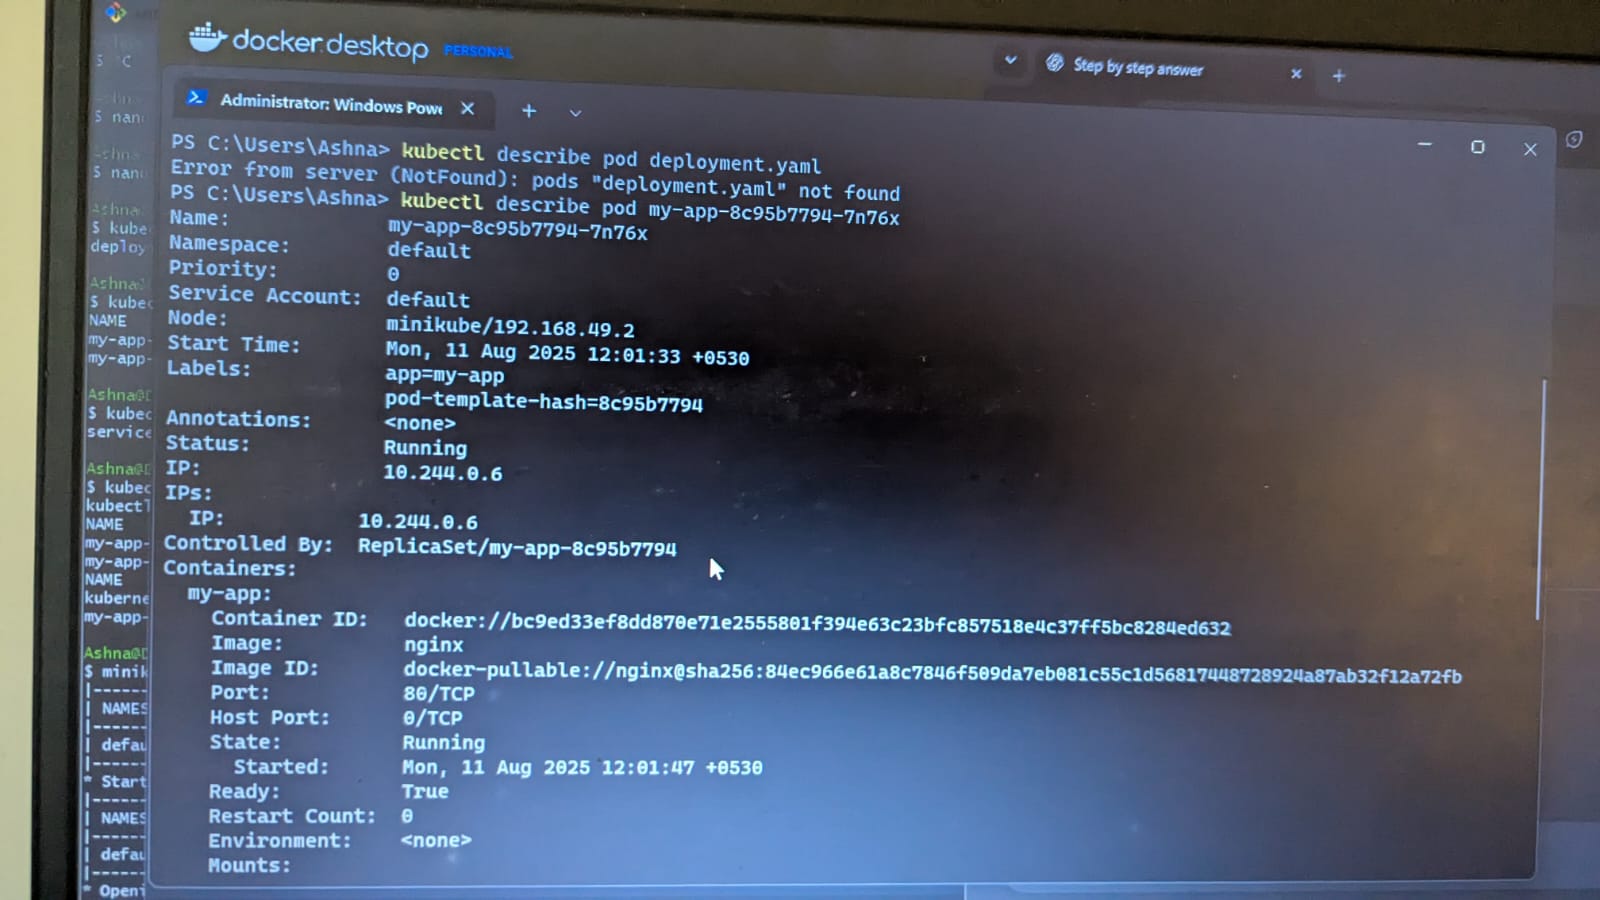 docker desktop PERSONAL
Step by step answer
Administrator: Windows Powe
PS C:\Users\Ashna> kubectl describe pod deployment.yaml
Error from server (NotFound): pods "deployment.yaml" not found
PS C:\Users\Ashna> kubectl describe pod my-app-8c95b7794-7n76x
Name: my-app-8c95b7794-7n76x
Namespace: default
Priority: 0
Service Account: default
Node: minikube/192.168.49.2
Start Time: Mon, 11 Aug 2025 12:01:33 +0530
Labels: app=my-app
pod-template-hash=8c95b7794
Annotations: <none>
Status: Running
IP: 10.244.0.6
IPs:
IP: 10.244.0.6
Controlled By: ReplicaSet/my-app-8c95b7794
Containers:
my-app:
Container ID: docker://bc9ed33ef8dd870e71e2555801f394e63c23bfc857518e4c37ff5bc8284ed632
Image: nginx
Image ID: docker-pullable://nginx@sha256:84ec966e61a8c7846f509da7eb081c55c1d56817448728924a87ab32f12a72fb
Port: 80/TCP
Host Port: 0/TCP
State: Running
Started: Mon, 11 Aug 2025 12:01:47 +0530
Ready: True
Restart Count: 0
Environment: <none>
Mounts:
$ ^C
$ nan
$ nan
Ashna
$ kube
deploy
Ashna
$ kubec
NAME
my-app-
my-app-
Ashna@D
$ kubec
service
Ashna@D
$ kubec
kubectl
NAME
my-app-
my-app-
NAME
kuberne
my-app-
Ashna@D
$ minik
|------
| NAMES
|------
| defau
|------
* Start
|------
| NAMES
|------
| defau
|------
* Openi